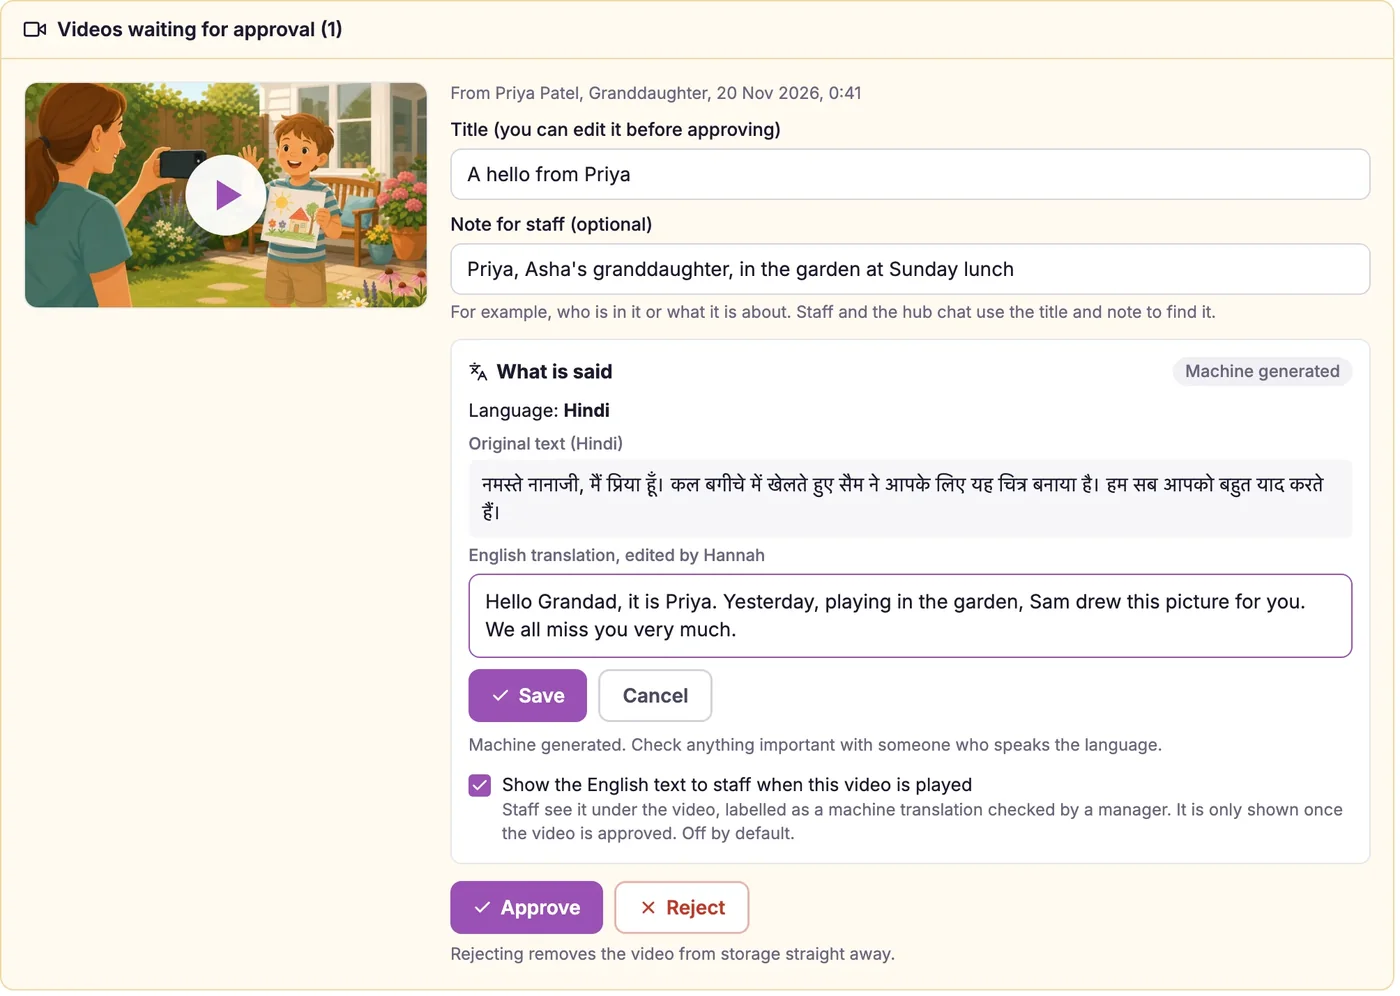 Videos waiting for approval (1)
From Priya Patel, Granddaughter, 20 Nov 2026, 0:41
Title (you can edit it before approving)
A hello from Priya
Note for staff (optional)
Priya, Asha's granddaughter, in the garden at Sunday lunch
For example, who is in it or what it is about. Staff and the hub chat use the title and note to find it.
What is said
Machine generated
Language: Hindi
Original text (Hindi)
नमस्ते नानाजी, मैं प्रिया हूँ। कल बगीचे में खेलते हुए सैम ने आपके लिए यह चित्र बनाया है। हम सब आपको बहुत याद करते
हैं।
English translation, edited by Hannah
Hello Grandad, it is Priya. Yesterday, playing in the garden, Sam drew this picture for you.
We all miss you very much.
Save
Cancel
Machine generated. Check anything important with someone who speaks the language.
Show the English text to staff when this video is played
Staff see it under the video, labelled as a machine translation checked by a manager. It is only shown once
the video is approved. Off by default.
Approve
Reject
Rejecting removes the video from storage straight away.